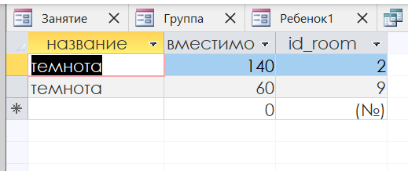 Занятие Группа Ребенок1
название вместимо id_room
темнота 140 2
темнота 60 9
0 (№)